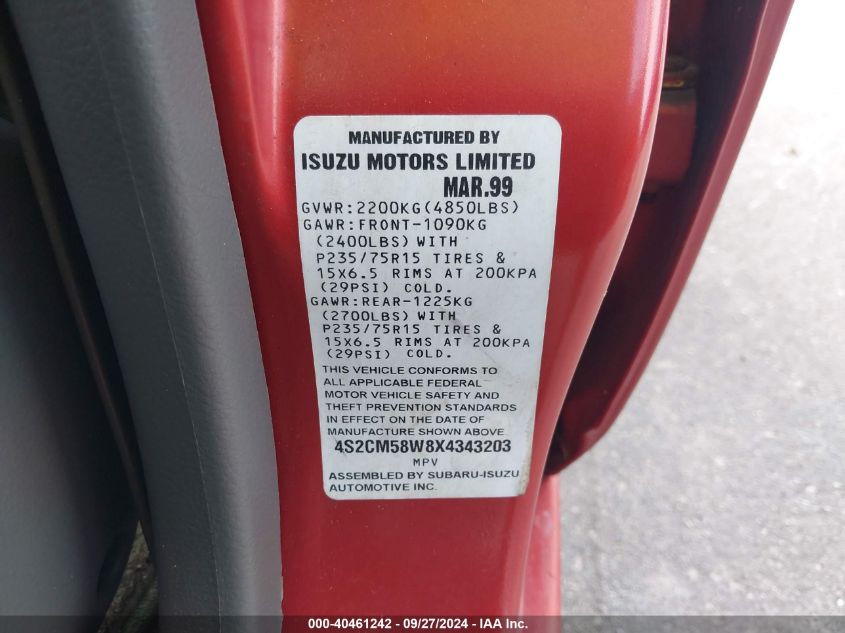 MANUFACTURED BY
ISUZU MOTORS LIMITED
MAR.99
GVWR:2200KG(4850LBS)
GAWR:FRONT-1090KG
(2400LBS) WITH
P235/75R15 TIRES &
15X6.5 RIMS AT 200KPA
(29PSI) COLD.
GAWR:REAR-1225KG
(2700LBS) WITH
P235/75R15 TIRES &
15X6.5 RIMS AT 200KPA
(29PSI) COLD.
THIS VEHICLE CONFORMS TO
ALL APPLICABLE FEDERAL
MOTOR VEHICLE SAFETY AND
THEFT PREVENTION STANDARDS
IN EFFECT ON THE DATE OF
MANUFACTURE SHOWN ABOVE
4S2CM58W8X4343203
MPV
ASSEMBLED BY SUBARU-ISUZU
AUTOMOTIVE INC.
000-40461242 - 09/27/2024 - IAA Inc.